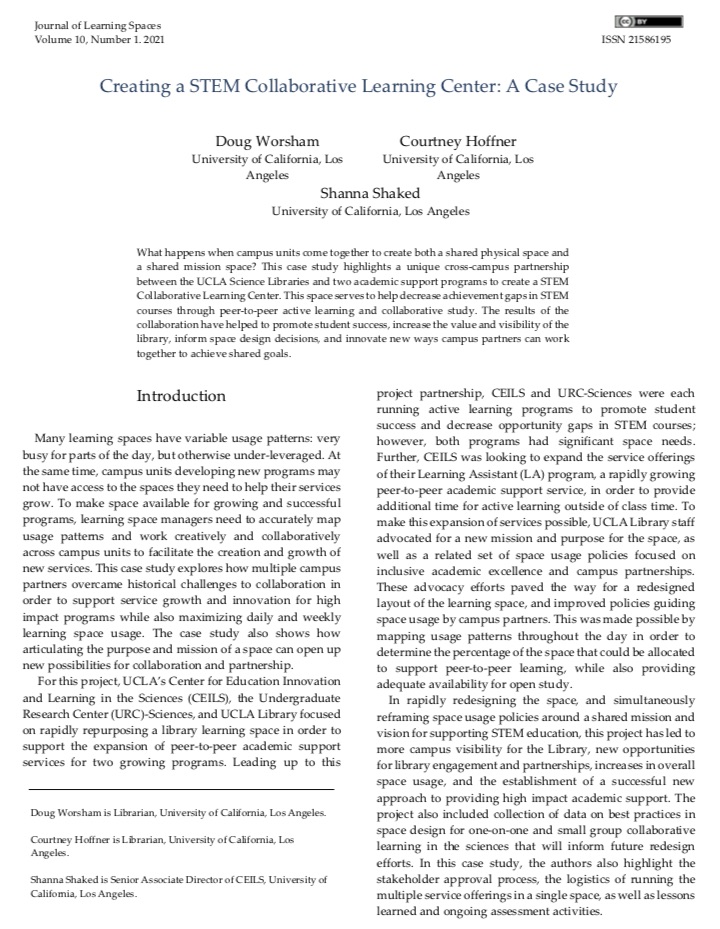 Journal of Learning Spaces
Volume 10, Number 1. 2021
BY
ISSN 21586195
Creating a STEM Collaborative Learning Center: A Case Study
Doug Worsham
University of California, Los
Angeles
Courtney Hoffner
University of California, Los
Angeles
Shanna Shaked
University of California, Los Angeles
What happens when campus units come together to create both a shared physical space and
a shared mission space? This case study highlights a unique cross-campus partnership
between the UCLA Science Libraries and two academic support programs to create a STEM
Collaborative Learning Center. This space serves to help decrease achievement gaps in STEM
courses through peer-to-peer active learning and collaborative study. The results of the
collaboration have helped to promote student success, increase the value and visibility of the
library, inform space design decisions, and innovate new ways campus partners can work
together to achieve shared goals.
Introduction
Many learning spaces have variable usage patterns: very
busy for parts of the day, but otherwise under-leveraged. At
the same time, campus units developing new programs may
not have access to the spaces they need to help their services
grow. To make space available for growing and successful
programs, learning space managers need to accurately map
usage patterns and work creatively and collaboratively
across campus units to facilitate the creation and growth of
new services. This case study explores how multiple campus
partners overcame historical challenges to collaboration in
order to support service growth and innovation for high
impact programs while also maximizing daily and weekly
learning space usage. The case study also shows how
articulating the purpose and mission of a space can open up
new possibilities for collaboration and partnership.
For this project, UCLA's Center for Education Innovation
and Learning in the Sciences (CEILS), the Undergraduate
Research Center (URC)-Sciences, and UCLA Library focused
on rapidly repurposing a library learning space in order to
support the expansion of peer-to-peer academic support
services for two growing programs. Leading up to this
Doug Worsham is Librarian, University of California, Los Angeles.
Courtney Hoffner is Librarian, University of California, Los
Angeles.
Shanna Shaked is Senior Associate Director of CEILS, University of
California, Los Angeles.
project partnership, CEILS and URC-Sciences were each
running active learning programs to promote student
success and decrease opportunity gaps in STEM courses;
however, both programs had significant space needs.
Further, CEILS was looking to expand the service offerings
of their Learning Assistant (LA) program, a rapidly growing
peer-to-peer academic support service, in order to provide
additional time for active learning outside of class time. To
make this expansion of services possible, UCLA Library staff
advocated for a new mission and purpose for the space, as
well as a related set of space usage policies focused on
inclusive academic excellence and campus partnerships.
These advocacy efforts paved the way for a redesigned
layout of the learning space, and improved policies guiding
space usage by campus partners. This was made possible by
mapping usage patterns throughout the day in order to
determine the percentage of the space that could be allocated
to support peer-to-peer learning, while also providing
adequate availability for open study.
In rapidly redesigning the space, and simultaneously
reframing space usage policies around a shared mission and
vision for supporting STEM education, this project has led to
more campus visibility for the Library, new opportunities
for library engagement and partnerships, increases in overall
space usage, and the establishment of a successful new
approach to providing high impact academic support. The
project also included collection of data on best practices in
space design for one-on-one and small group collaborative
learning in the sciences that will inform future redesign
efforts. In this case study, the authors also highlight the
stakeholder approval process, the logistics of running the
multiple service offerings in a single space, as well as lessons
learned and ongoing assessment activities.